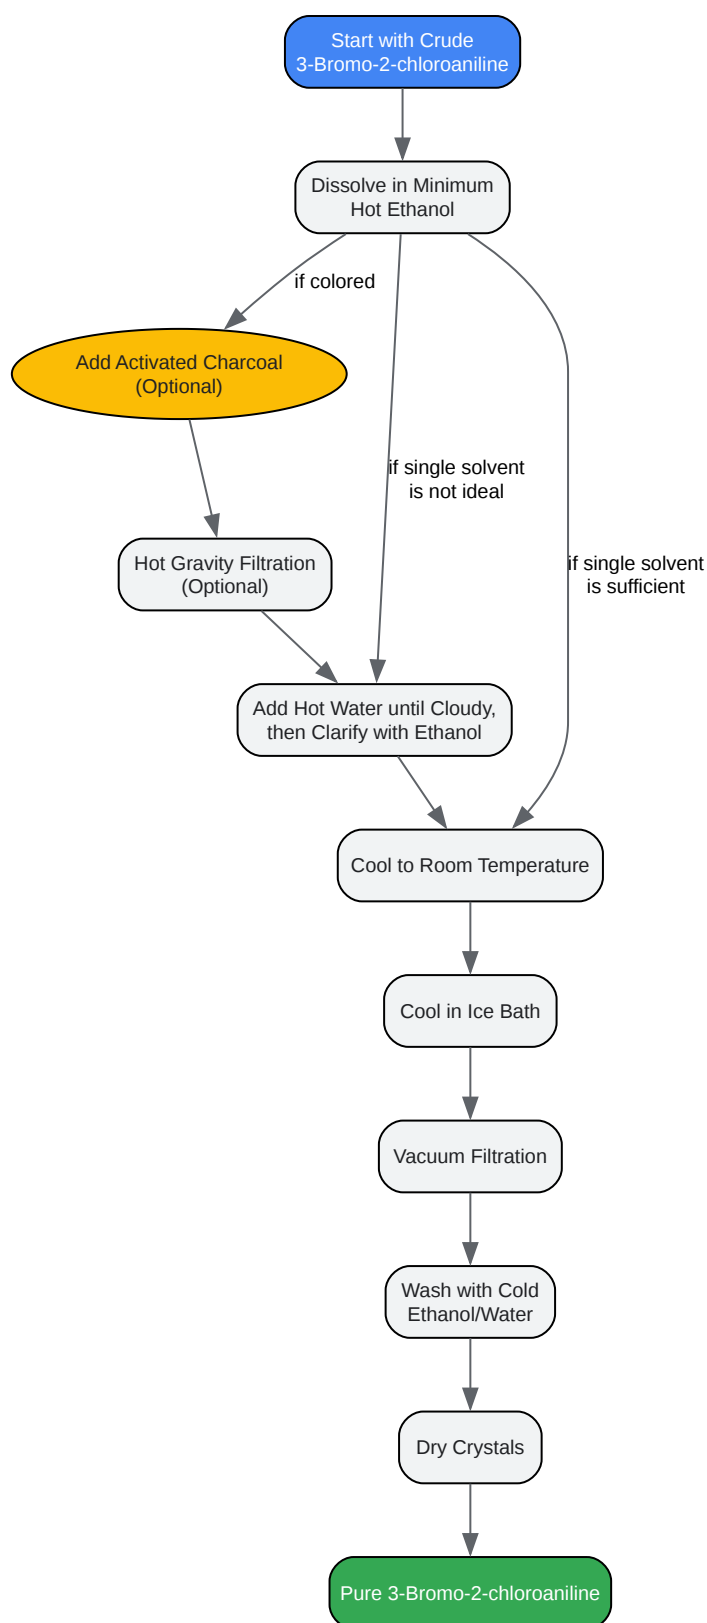 Start with Crude
3-Bromo-2-chloroaniline
Dissolve in Minimum
Hot Ethanol
if colored
Add Activated Charcoal
(Optional)
if single solvent
is not ideal
Hot Gravity Filtration
(Optional)
if single solvent
is sufficient
Add Hot Water until Cloudy,
then Clarify with Ethanol
Cool to Room Temperature
Cool in Ice Bath
Vacuum Filtration
Wash with Cold
Ethanol/Water
Dry Crystals
Pure 3-Bromo-2-chloroaniline